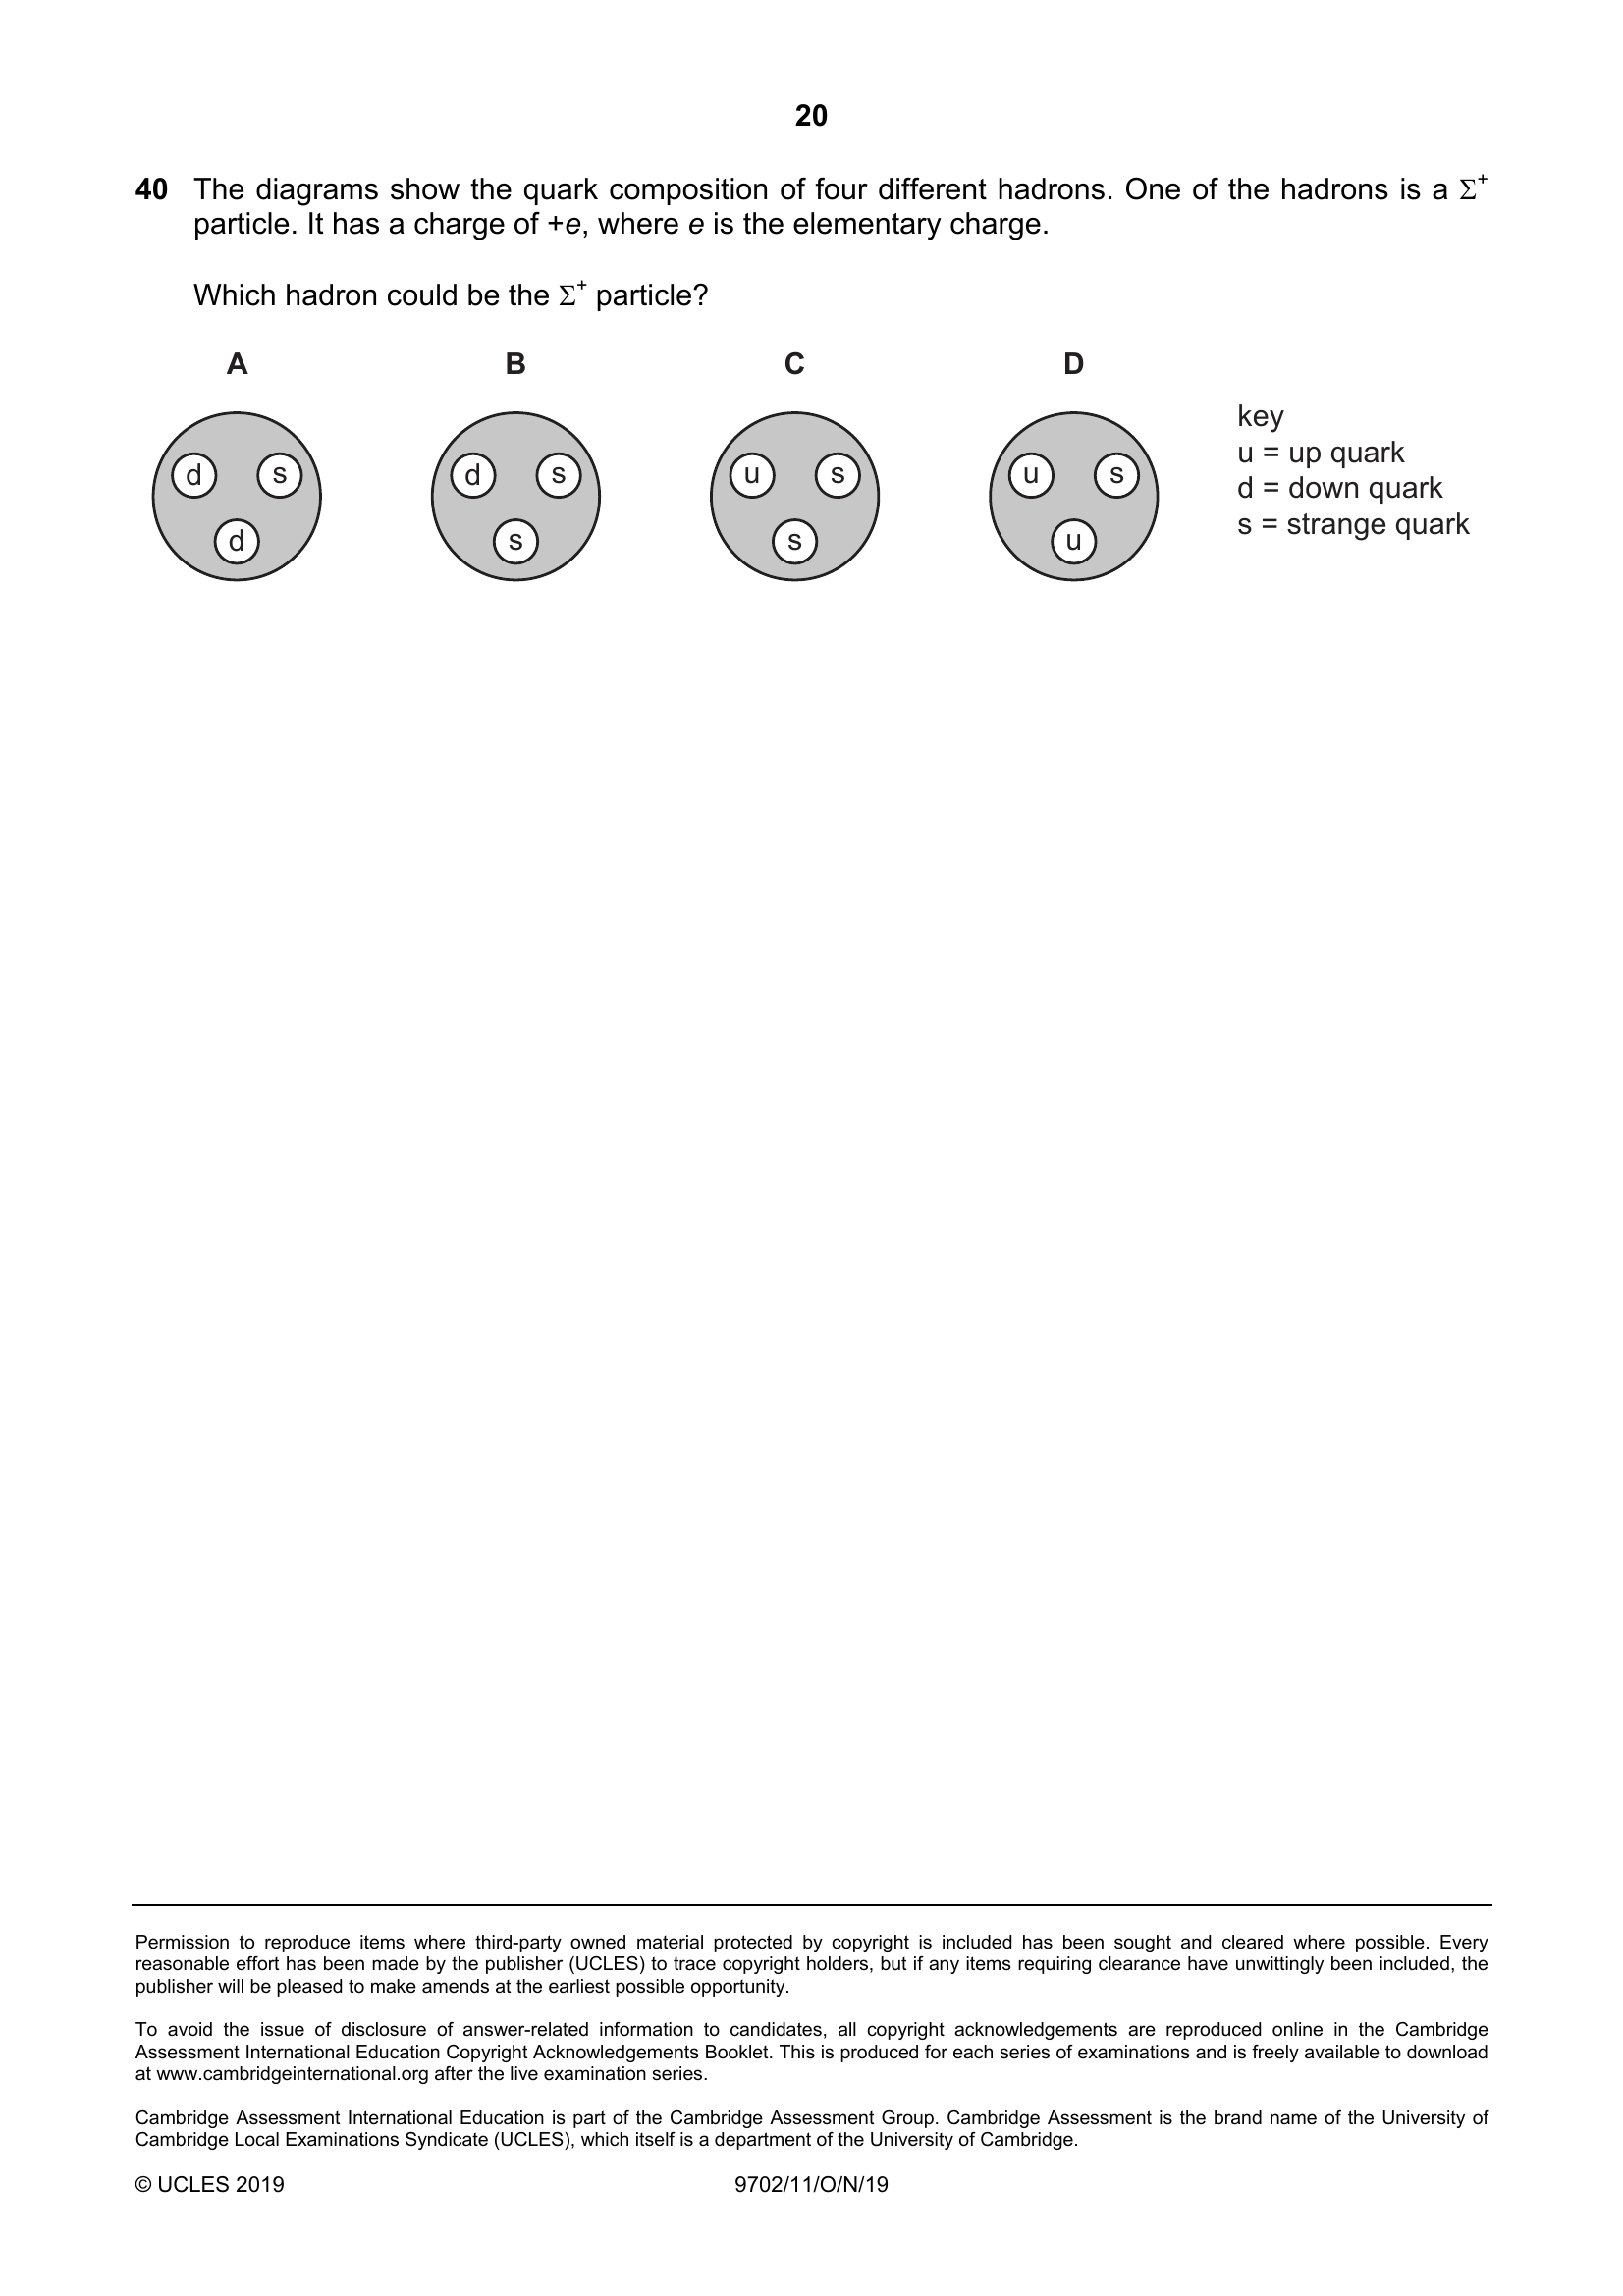 20
40 The diagrams show the quark composition of four different hadrons. One of the hadrons is a Σ⁺
particle. It has a charge of +e, where e is the elementary charge.
Which hadron could be the Σ⁺ particle?
A B C D
key
u = up quark
d = down quark
s = strange quark
d s d s u s u s
d s s u
Permission to reproduce items where third-party owned material protected by copyright is included has been sought and cleared where possible. Every
reasonable effort has been made by the publisher (UCLES) to trace copyright holders, but if any items requiring clearance have unwittingly been included, the
publisher will be pleased to make amends at the earliest possible opportunity.
To avoid the issue of disclosure of answer-related information to candidates, all copyright acknowledgements are reproduced online in the Cambridge
Assessment International Education Copyright Acknowledgements Booklet. This is produced for each series of examinations and is freely available to download
at www.cambridgeinternational.org after the live examination series.
Cambridge Assessment International Education is part of the Cambridge Assessment Group. Cambridge Assessment is the brand name of the University of
Cambridge Local Examinations Syndicate (UCLES), which itself is a department of the University of Cambridge.
© UCLES 2019 9702/11/O/N/19